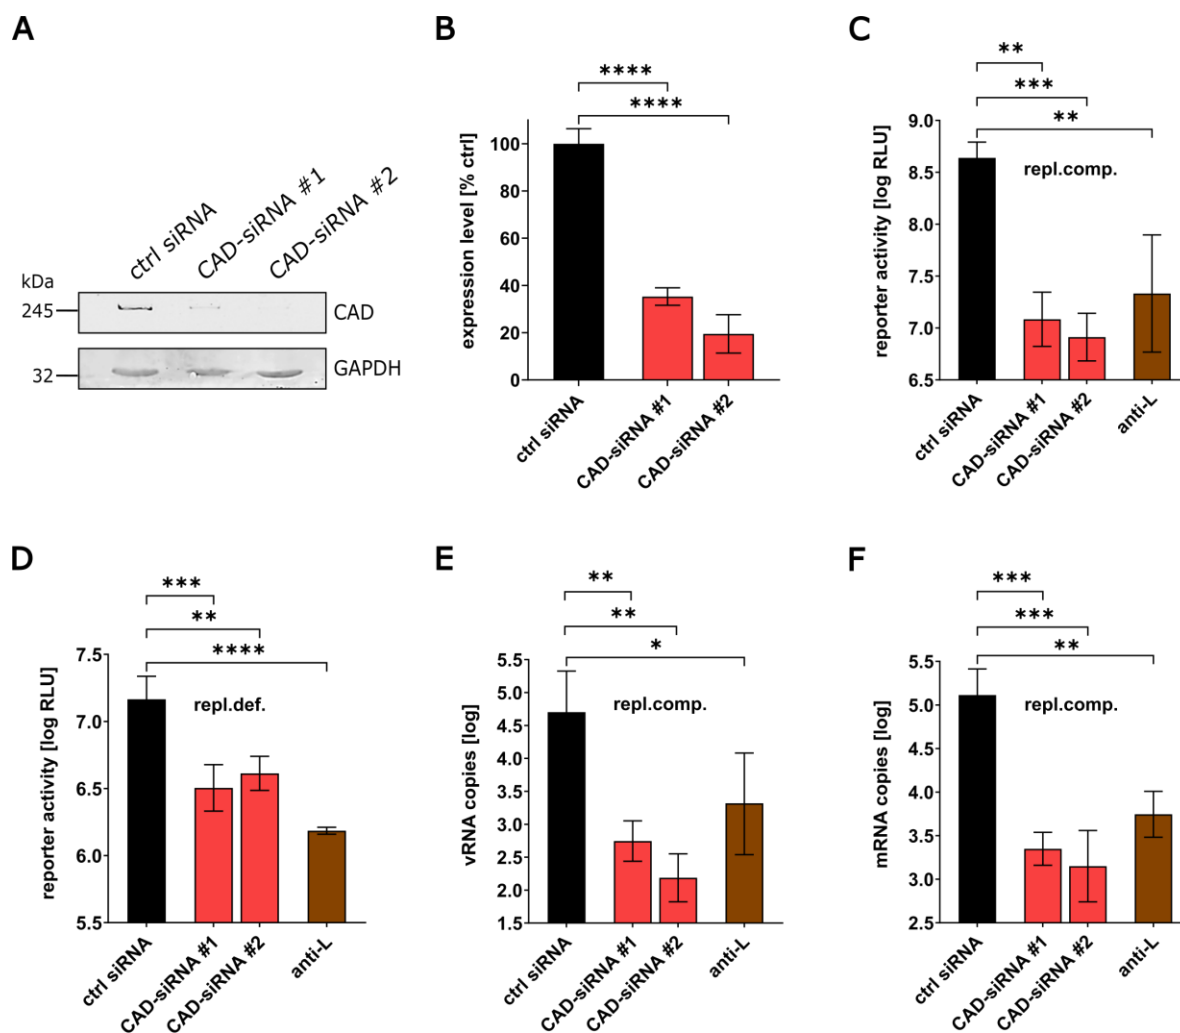 A
ctrl siRNA
CAD-siRNA #1
CAD-siRNA #2
kDa
245
CAD
32
GAPDH
B
****
****
expression level [% ctrl]
100
80
60
40
20
0
ctrl siRNA
CAD-siRNA #1
CAD-siRNA #2
C
**
***
**
reporter activity [log RLU]
9.0
8.5
8.0
7.5
7.0
6.5
repl.comp.
ctrl siRNA
CAD-siRNA #1
CAD-siRNA #2
anti-L
D
***
**
****
reporter activity [log RLU]
7.5
7.0
6.5
6.0
5.5
repl.def.
ctrl siRNA
CAD-siRNA #1
CAD-siRNA #2
anti-L
E
**
**
*
vRNA copies [log]
5.5
5.0
4.5
4.0
3.5
3.0
2.5
2.0
1.5
repl.comp.
ctrl siRNA
CAD-siRNA #1
CAD-siRNA #2
anti-L
F
***
***
**
mRNA copies [log]
5.5
5.0
4.5
4.0
3.5
3.0
2.5
repl.comp.
ctrl siRNA
CAD-siRNA #1
CAD-siRNA #2
anti-L